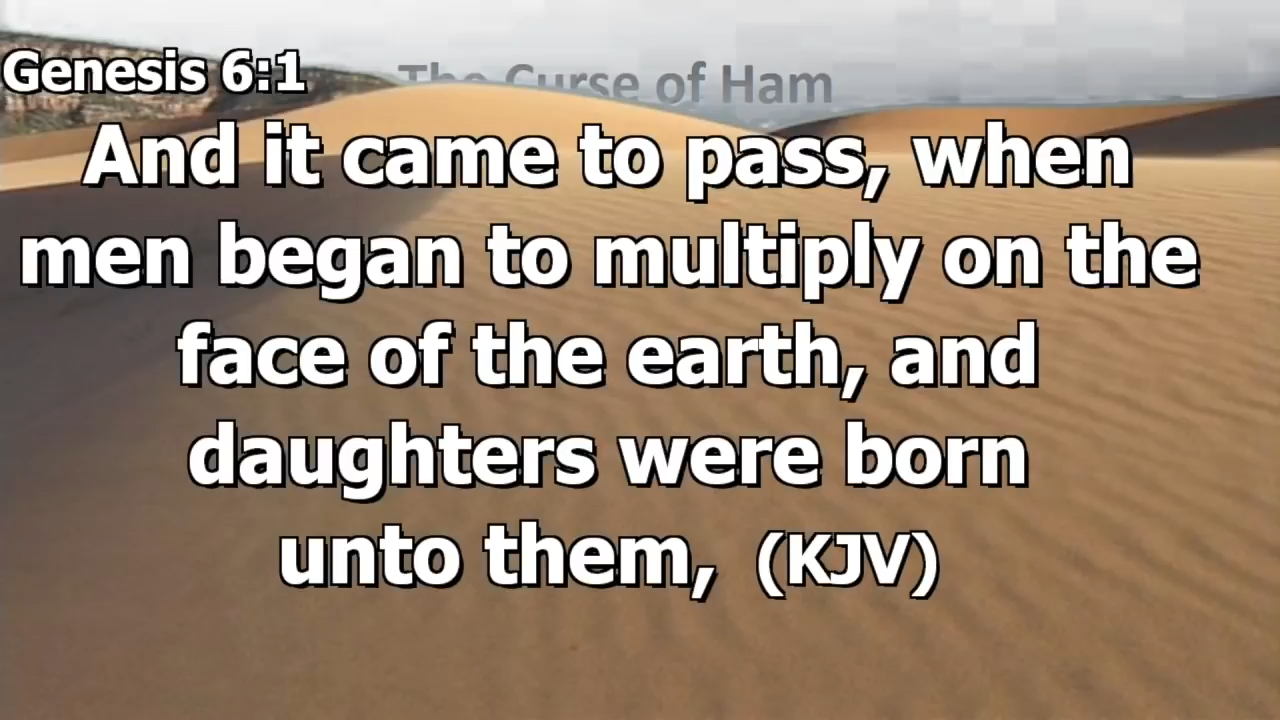 Genesis 6:1
The Curse of Ham
And it came to pass, when
men began to multiply on the
face of the earth, and
daughters were born
unto them, (KJV)